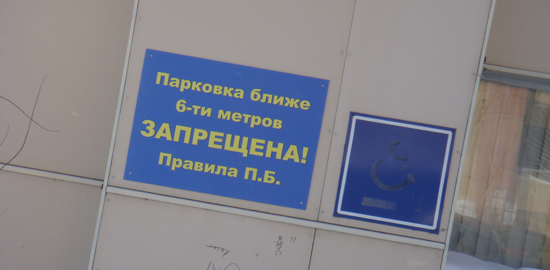 Парковка ближе
6-ти метров
ЗАПРЕЩЕНА!
Правила П.Б.